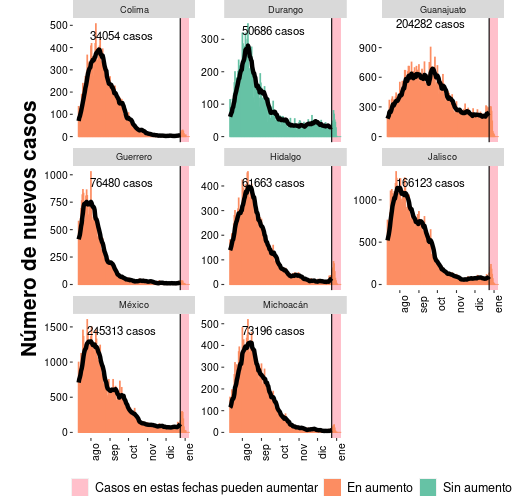 Número de nuevos casos
Colima
Durango
Guanajuato
34054 casos
50686 casos
204282 casos
500
400
300
200
100
0
300
200
100
0
900
600
300
0
Guerrero
Hidalgo
Jalisco
76480 casos
61663 casos
166123 casos
1000
750
500
250
0
400
300
200
100
0
1000
500
0
ago
sep
oct
nov
dic
ene
México
Michoacán
245313 casos
73196 casos
1500
1000
500
0
500
400
300
200
100
0
ago
sep
oct
nov
dic
ene
ago
sep
oct
nov
dic
ene
Casos en estas fechas pueden aumentar
En aumento
Sin aumento